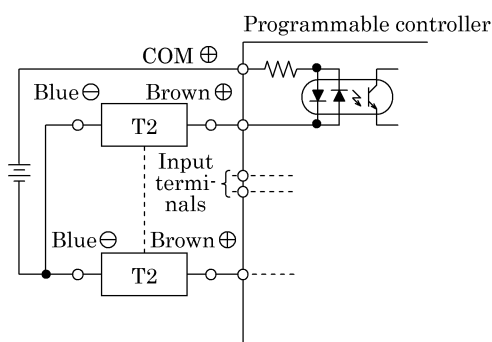 Programmable controller
COM ⊕
Blue⊖ Brown⊕
T2
Input
termi-
nals
Blue⊖ Brown⊕
T2